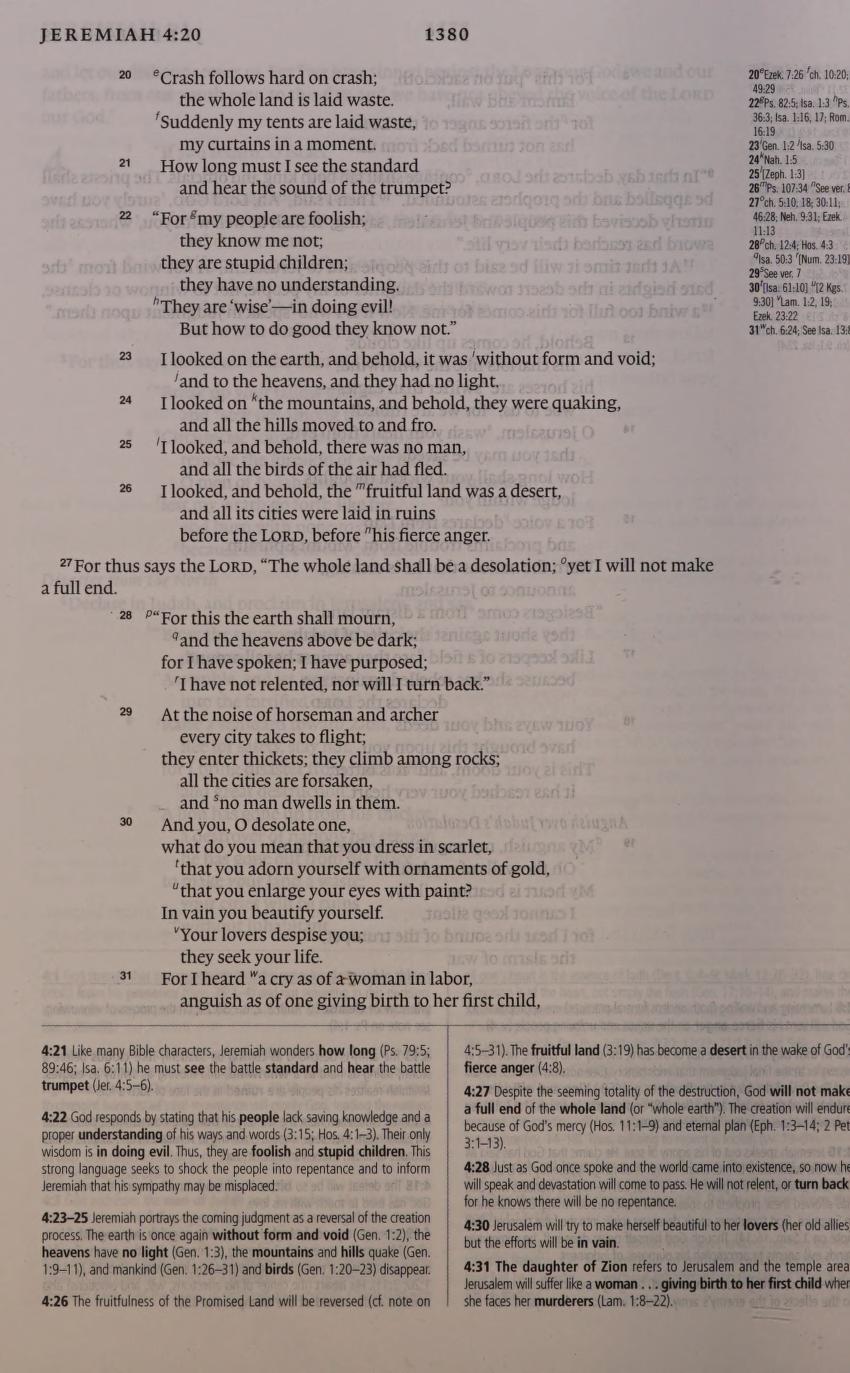 JEREMIAH 4:20 1380
20 eCrash follows hard on crash;
the whole land is laid waste.
fSuddenly my tents are laid waste,
my curtains in a moment.
21 How long must I see the standard
and hear the sound of the trumpet?
22 “For gmy people are foolish;
they know me not;
they are stupid children;
they have no understanding.
hThey are ‘wise’—in doing evil!
But how to do good they know not.”
23 I looked on the earth, and behold, it was iwithout form and void;
jand to the heavens, and they had no light.
24 I looked on kthe mountains, and behold, they were quaking,
and all the hills moved to and fro.
25 lI looked, and behold, there was no man,
and all the birds of the air had fled.
26 I looked, and behold, the mfruitful land was a desert,
and all its cities were laid in ruins
before the LORD, before nhis fierce anger.
27 For thus says the LORD, “The whole land shall be a desolation; oyet I will not make
a full end.
28 p“For this the earth shall mourn,
qand the heavens above be dark;
for I have spoken; I have purposed;
rI have not relented, nor will I turn back.”
29 At the noise of horseman and archer
every city takes to flight;
they enter thickets; they climb among rocks;
all the cities are forsaken,
and sno man dwells in them.
30 And you, O desolate one,
what do you mean that you dress in scarlet,
tthat you adorn yourself with ornaments of gold,
uthat you enlarge your eyes with paint?
In vain you beautify yourself.
vYour lovers despise you;
they seek your life.
31 For I heard wa cry as of a woman in labor,
anguish as of one giving birth to her first child,
20 eEzek. 7:26 fch. 10:20;
49:29
22 gPs. 82:5; Isa. 1:3 hPs.
36:3; Isa. 1:16, 17; Rom.
16:19
23 iGen. 1:2 jIsa. 5:30
24 kNah. 1:5
25 l[Zeph. 1:3]
26 mPs. 107:34 nSee ver.
27 och. 5:10, 18; 30:11;
46:28; Neh. 9:31; Ezek.
11:13
28 pch. 12:4; Hos. 4:3
qIsa. 50:3 r[Num. 23:19]
29 sSee ver. 7
30 t[Isa. 61:10] u[2 Kgs.
9:30] vLam. 1:2, 19;
Ezek. 23:22
31 wch. 6:24; See Isa. 13:
4:21 Like many Bible characters, Jeremiah wonders how long (Ps. 79:5;
89:46; Isa. 6:11) he must see the battle standard and hear the battle
trumpet (Jer. 4:5–6).
4:22 God responds by stating that his people lack saving knowledge and a
proper understanding of his ways and words (3:15; Hos. 4:1–3). Their only
wisdom is in doing evil. Thus, they are foolish and stupid children. This
strong language seeks to shock the people into repentance and to inform
Jeremiah that his sympathy may be misplaced.
4:23–25 Jeremiah portrays the coming judgment as a reversal of the creation
process. The earth is once again without form and void (Gen. 1:2), the
heavens have no light (Gen. 1:3), the mountains and hills quake (Gen.
1:9–11), and mankind (Gen. 1:26–31) and birds (Gen. 1:20–23) disappear.
4:26 The fruitfulness of the Promised Land will be reversed (cf. note on
4:5–31). The fruitful land (3:19) has become a desert in the wake of God's
fierce anger (4:8).
4:27 Despite the seeming totality of the destruction, God will not make
a full end of the whole land (or “whole earth”). The creation will endure
because of God's mercy (Hos. 11:1–9) and eternal plan (Eph. 1:3–14; 2 Pet
3:1–13).
4:28 Just as God once spoke and the world came into existence, so now he
will speak and devastation will come to pass. He will not relent, or turn back
for he knows there will be no repentance.
4:30 Jerusalem will try to make herself beautiful to her lovers (her old allies
but the efforts will be in vain.
4:31 The daughter of Zion refers to Jerusalem and the temple area
Jerusalem will suffer like a woman . . . giving birth to her first child when
she faces her murderers (Lam. 1:8–22).